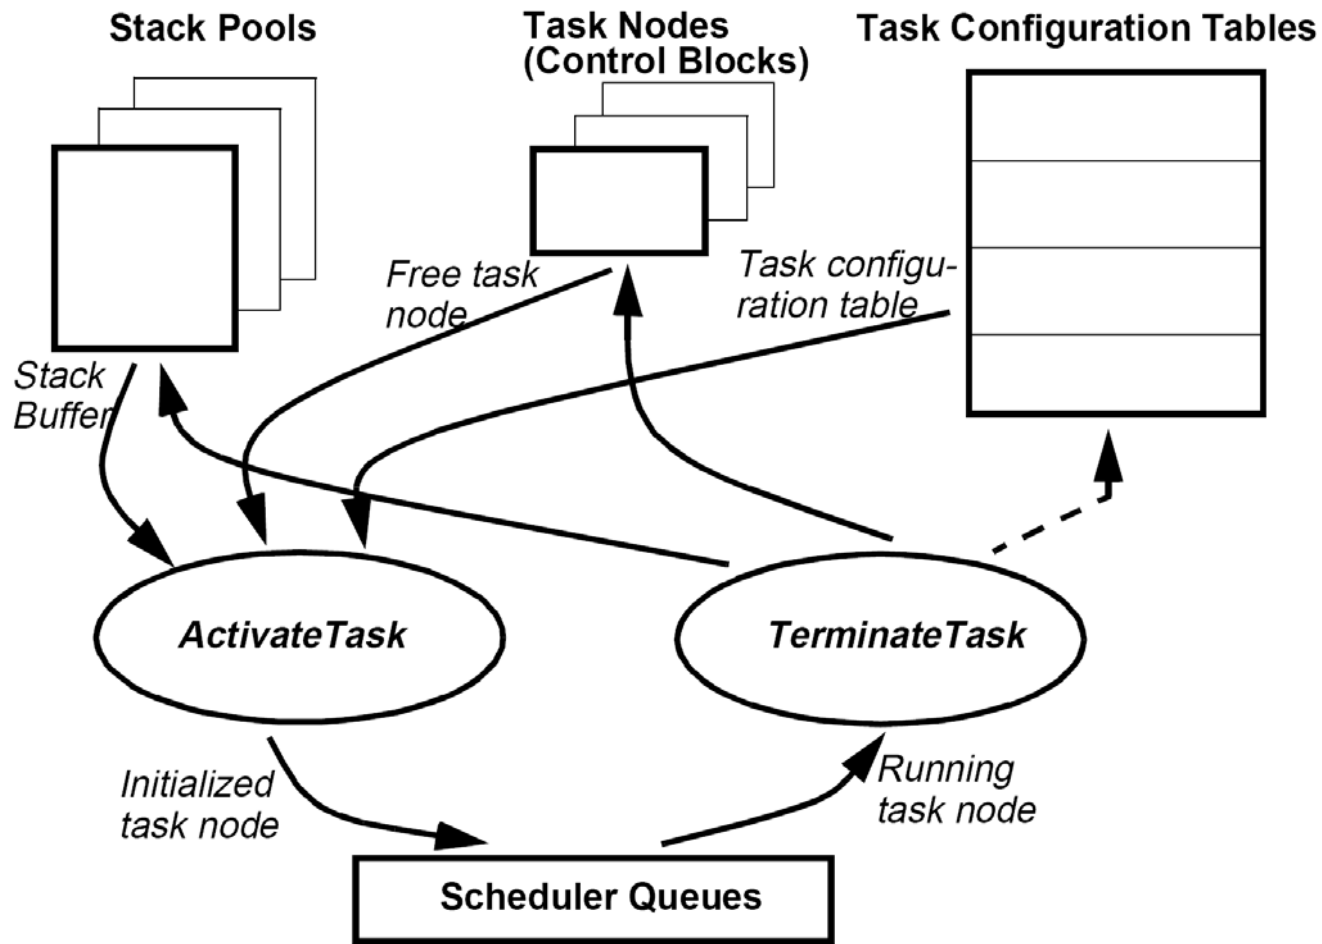 Stack Pools
Task Nodes
(Control Blocks)
Task Configuration Tables
Free task
node
Task configu-
ration table
Stack
Buffer
ActivateTask
TerminateTask
Initialized
task node
Running
task node
Scheduler Queues